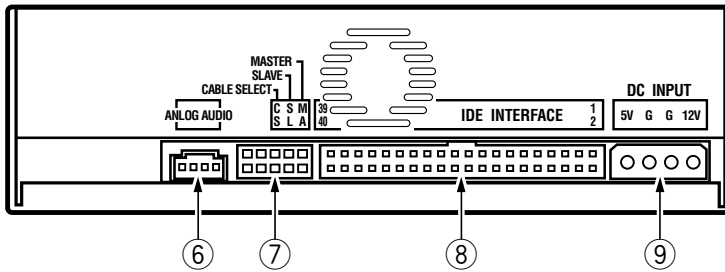 MASTER
SLAVE
CABLE SELECT
DC INPUT
ANLOG AUDIO
C S M
S L A
39
40
IDE INTERFACE
1
2
5V G G 12V
⑥ ⑦ ⑧ ⑨